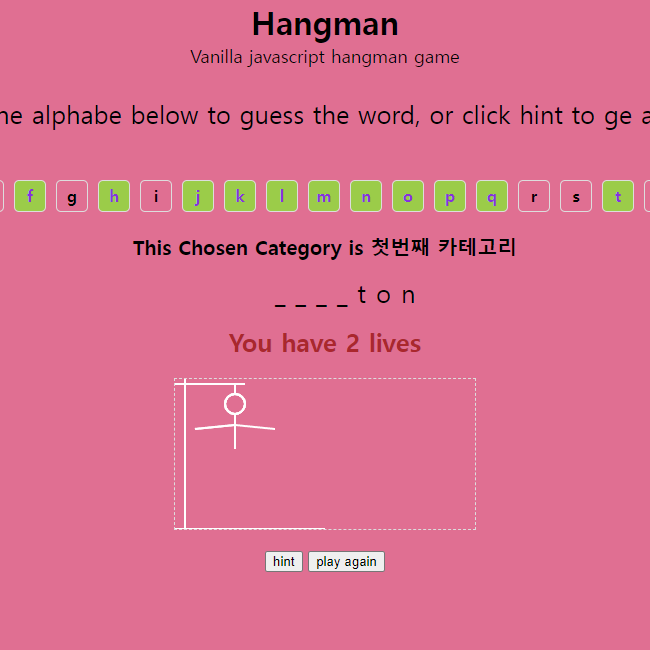 Hangman
Vanilla javascript hangman game
he alphabe below to guess the word, or click hint to ge a
f g h i j k l m n o p q r s t
This Chosen Category is 첫번째 카테고리
_ _ _ _ t o n
You have 2 lives
hint play again